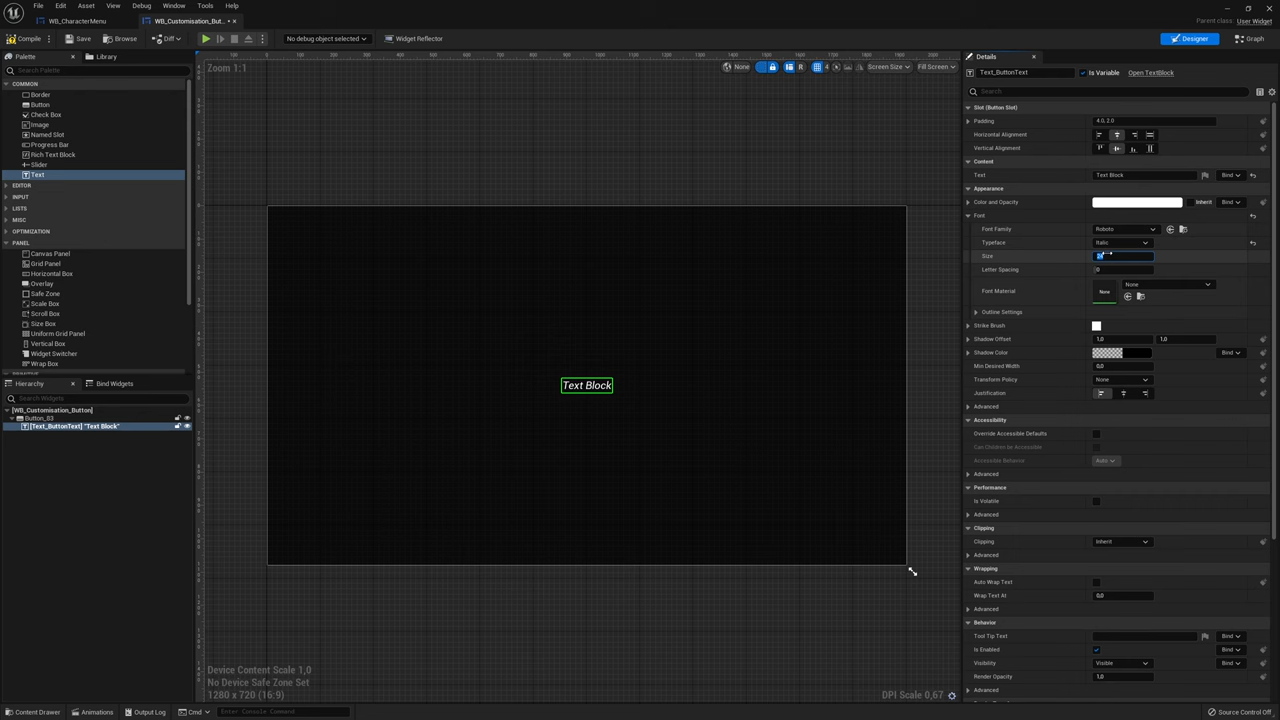 File Edit Asset View Debug Window Tools Help
WB_CharacterMenu WB_Customisation_But... Parent class: User Widget
Compile Save Browse Diff No debug object selected Widget Reflector Designer Graph
Palette Library
Search Palette
COMMON
Border
Button
Check Box
Image
Named Slot
Progress Bar
Rich Text Block
Slider
Text
EDITOR
INPUT
LISTS
MISC
OPTIMIZATION
PANEL
Canvas Panel
Grid Panel
Horizontal Box
Overlay
Safe Zone
Scale Box
Scroll Box
Size Box
Uniform Grid Panel
Vertical Box
Widget Switcher
Wrap Box
Hierarchy Bind Widgets
Search Widgets
[WB_Customisation_Button]
Button_83
[Text_ButtonText] "Text Block"
Zoom 1:1
None R 4 Screen Size Fill Screen
Text Block
Device Content Scale 1,0
No Device Safe Zone Set
1280 x 720 (16:9)
DPI Scale 0,67
Details
Text_ButtonText Is Variable Open TextBlock
Search
Slot (Button Slot)
Padding 4.0, 2.0
Horizontal Alignment
Vertical Alignment
Content
Text Text Block Bind
Appearance
Color and Opacity Inherit Bind
Font
Font Family Roboto
Typeface Italic
Size
Letter Spacing 0
Font Material None None
Outline Settings
Strike Brush
Shadow Offset 1,0 1,0
Shadow Color Bind
Min Desired Width 0,0
Transform Policy None
Justification
Advanced
Accessibility
Override Accessible Defaults
Can Children be Accessible
Accessible Behavior Auto
Advanced
Performance
Is Volatile
Advanced
Clipping
Clipping Inherit
Advanced
Wrapping
Auto Wrap Text
Wrap Text At 0,0
Advanced
Behavior
Tool Tip Text Bind
Is Enabled Bind
Visibility Visible Bind
Render Opacity 1,0
Advanced
Content Drawer Animations Output Log Cmd Enter Console Command Source Control Off